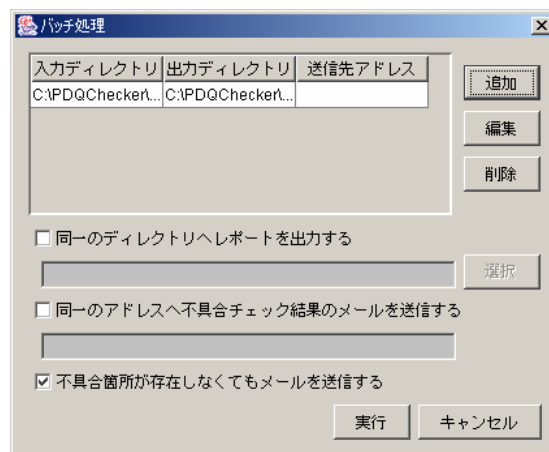 バッチ処理
入力ディレクトリ 出力ディレクトリ 送信先アドレス
C:\PDQChecker\... C:\PDQChecker\...
追加
編集
削除
同一のディレクトリへレポートを出力する
選択
同一のアドレスへ不具合チェック結果のメールを送信する
不具合箇所が存在しなくてもメールを送信する
実行 キャンセル